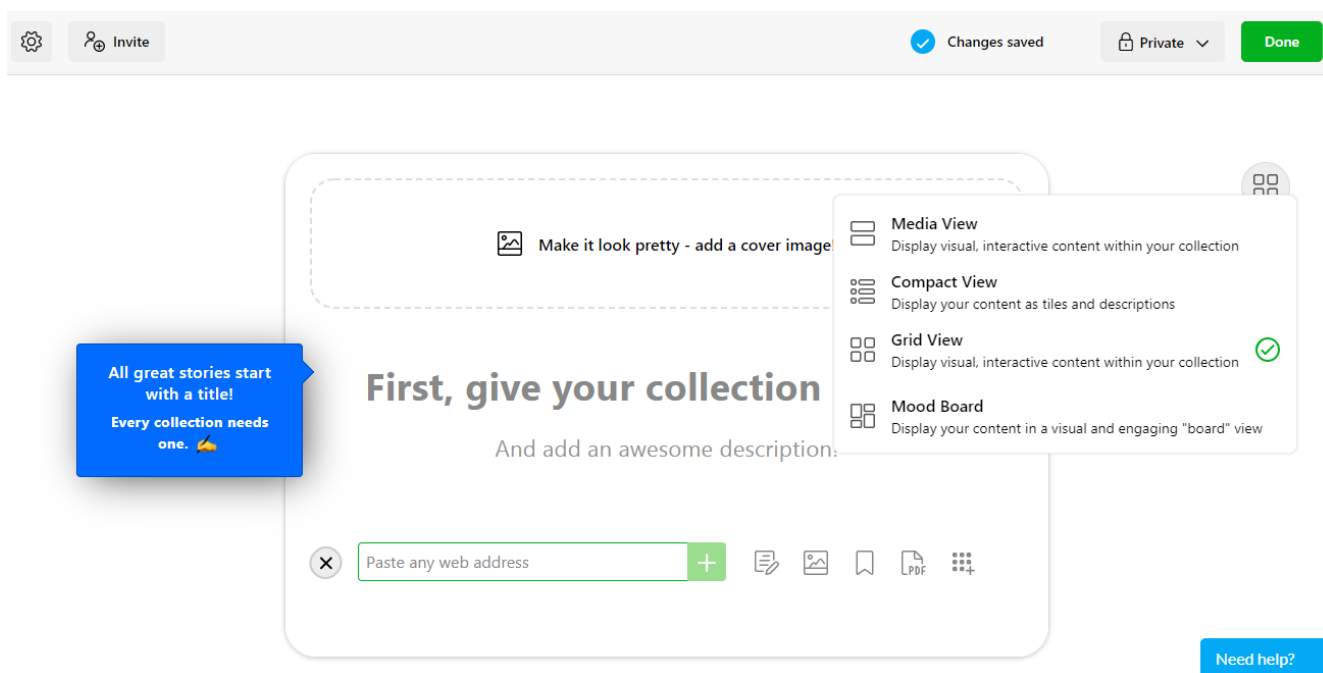 Invite
Changes saved
Private
Done
Make it look pretty - add a cover image!
Media View
Display visual, interactive content within your collection
Compact View
Display your content as tiles and descriptions
Grid View
Display visual, interactive content within your collection
Mood Board
Display your content in a visual and engaging "board" view
All great stories start
with a title!
Every collection needs
one. ✍️
First, give your collection
And add an awesome description!
Paste any web address
PDF
Need help?